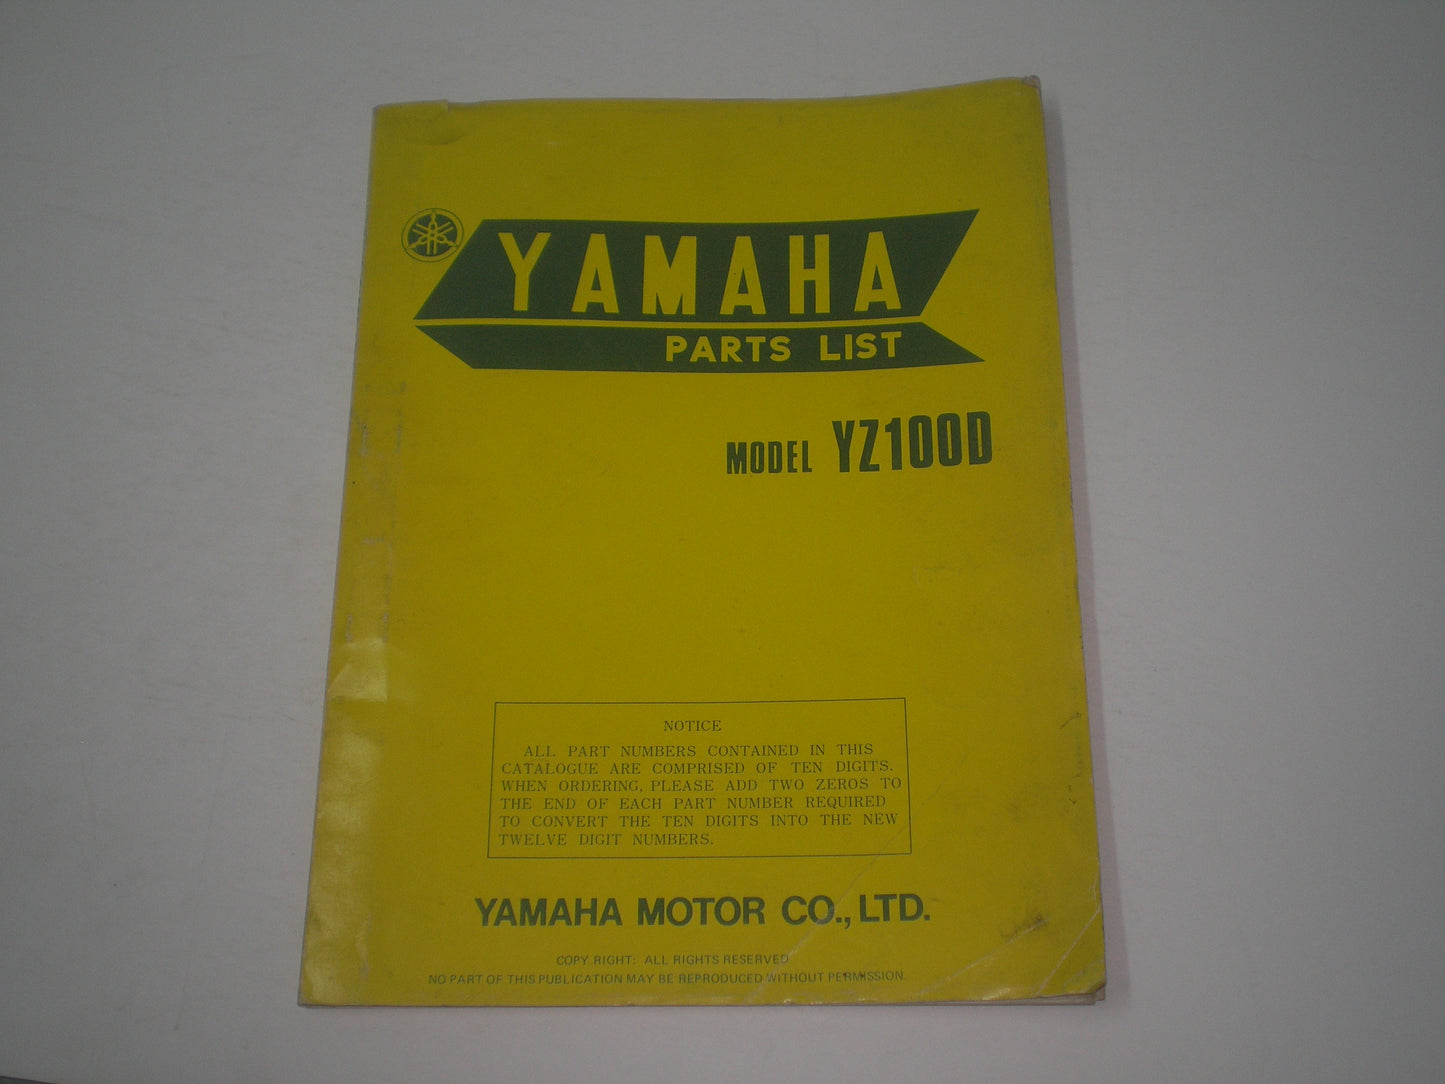 YAMAHA
PARTS LIST
MODEL YZ100D
NOTICE
ALL PART NUMBERS CONTAINED IN THIS
CATALOGUE ARE COMPRISED OF TEN DIGITS.
WHEN ORDERING, PLEASE ADD TWO ZEROS TO
THE END OF EACH PART NUMBER REQUIRED
TO CONVERT THE TEN DIGITS INTO THE NEW
TWELVE DIGIT NUMBERS.
YAMAHA MOTOR CO., LTD.
COPY RIGHT: ALL RIGHTS RESERVED
NO PART OF THIS PUBLICATION MAY BE REPRODUCED WITHOUT PERMISSION.